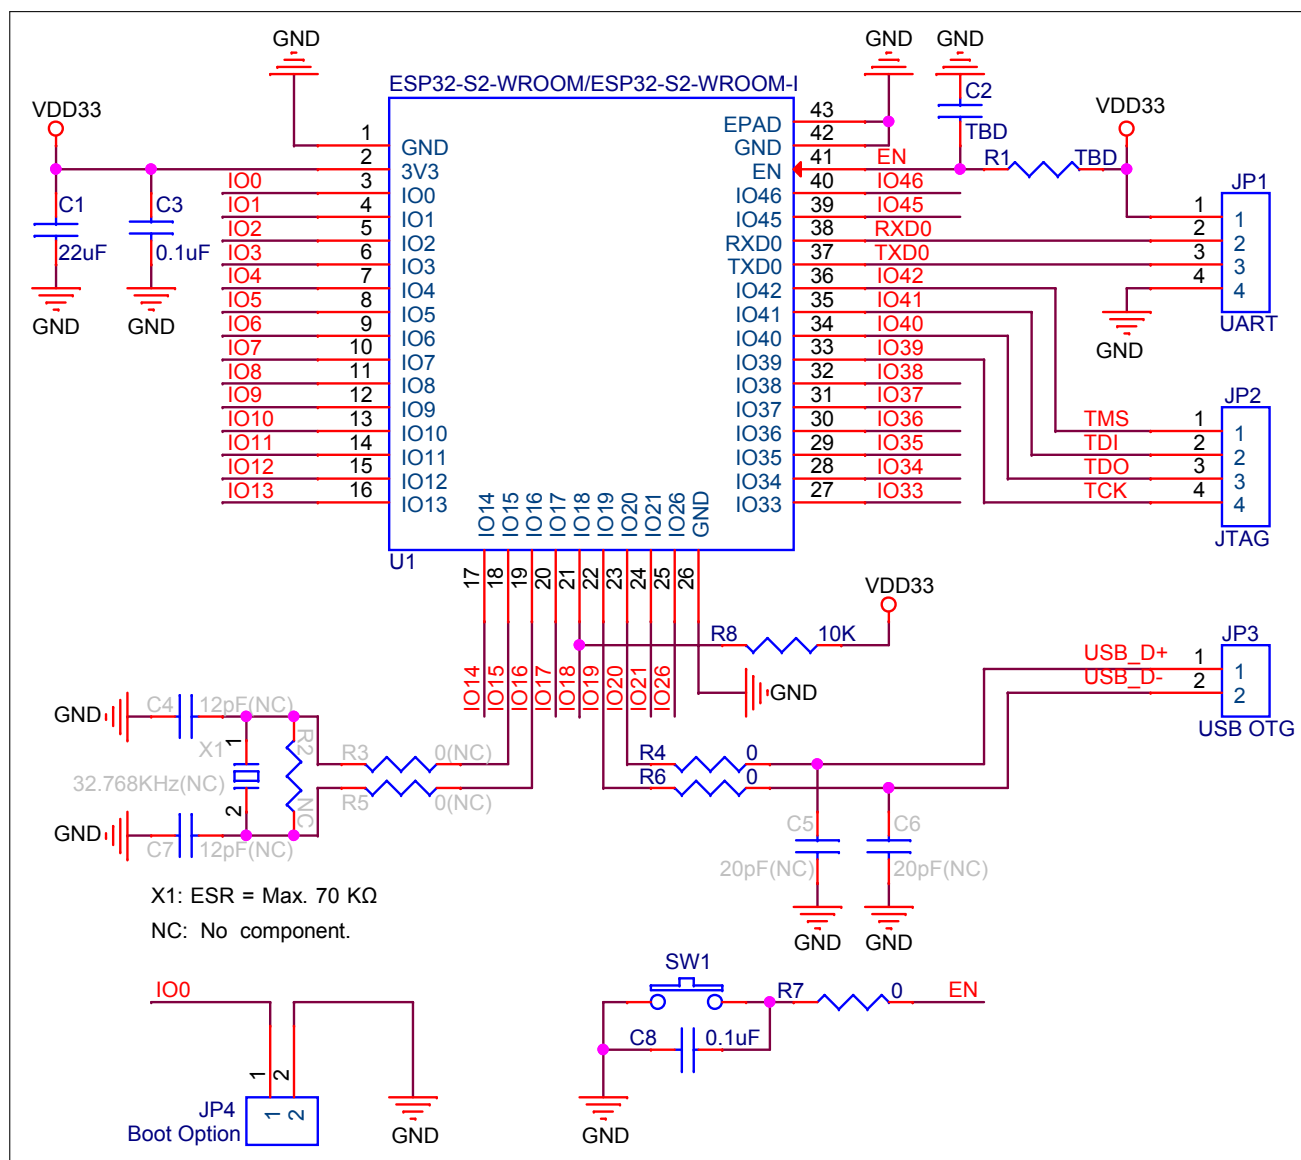 GND
GND
GND
ESP32-S2-WROOM/ESP32-S2-WROOM-I
C2
TBD
VDD33
VDD33
1 GND
2 3V3
IO0 3 IO0
IO1 4 IO1
IO2 5 IO2
IO3 6 IO3
IO4 7 IO4
IO5 8 IO5
IO6 9 IO6
IO7 10 IO7
IO8 11 IO8
IO9 12 IO9
IO10 13 IO10
IO11 14 IO11
IO12 15 IO12
IO13 16 IO13
C1
22uF
GND
C3
0.1uF
GND
EPAD 43
GND 42
EN 41 EN
IO46 40 IO46
IO45 39 IO45
RXD0 38 RXD0
TXD0 37 TXD0
IO42 36 IO42
IO41 35 IO41
IO40 34 IO40
IO39 33 IO39
IO38 32 IO38
IO37 31 IO37
IO36 30 IO36
IO35 29 IO35
IO34 28 IO34
IO33 27 IO33
R1 TBD
JP1
1 1
2 2
3 3
4 4
UART
GND
JP2
TMS 1 1
TDI 2 2
TDO 3 3
TCK 4 4
JTAG
U1
IO14 17 IO14
IO15 18 IO15
IO16 19 IO16
IO17 20 IO17
IO18 21 IO18
IO19 22 IO19
IO20 23 IO20
IO21 24 IO21
IO26 25 IO26
GND 26
VDD33
R8 10K
GND
JP3
USB_D+ 1 1
USB_D- 2 2
USB OTG
GND C4 12pF(NC)
X1 1
32.768KHz(NC)
2
R2 NC
R3 0(NC)
R5 0(NC)
GND C7 12pF(NC)
R4 0
R6 0
C5
20pF(NC)
GND
C6
20pF(NC)
GND
X1: ESR = Max. 70 KΩ
NC: No component.
IO0
1 2
1 2
JP4
Boot Option
GND
SW1
R7 0 EN
C8 0.1uF
GND